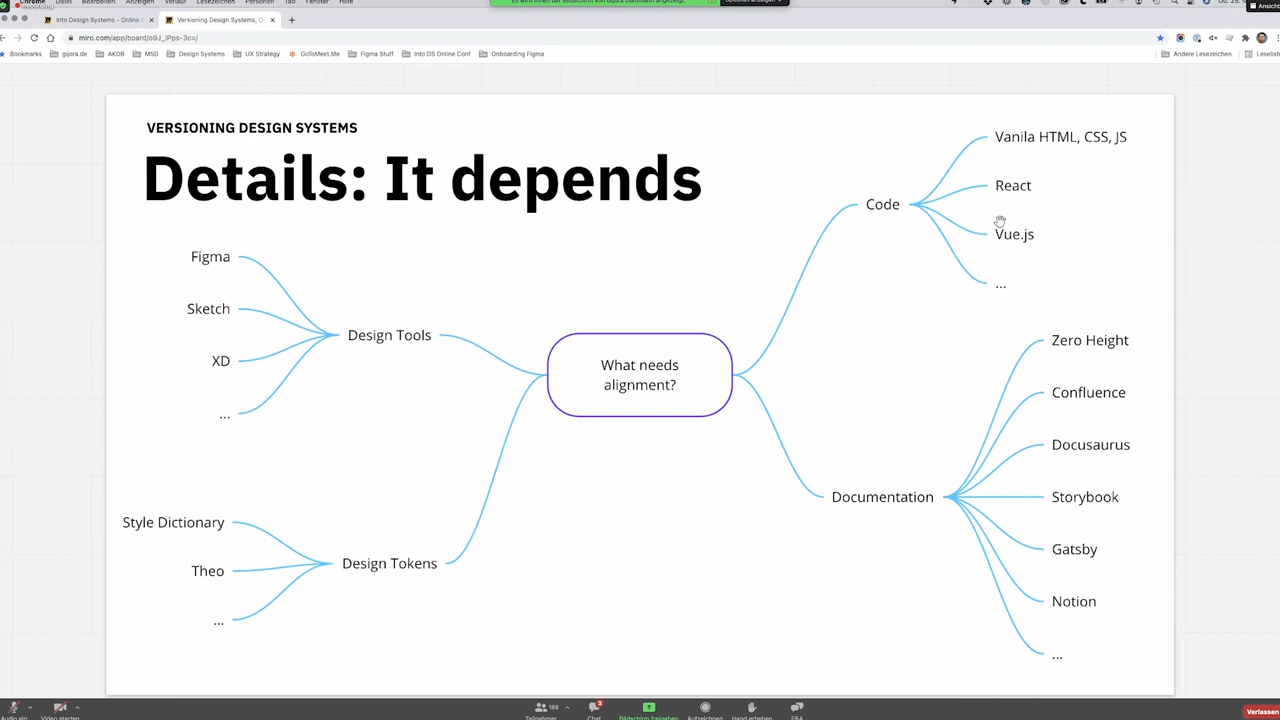 Chrome
Datei
Bearbeiten
Anzeigen
Verlauf
Lesezeichen
Personen
Tab
Fenster
Hilfe
Into Design Systems - Online C
Versioning Design Systems, O
miro.com/app/board/o9J_lPps-3c=/
Bookmarks
gijora.de
AKDB
MSD
Design Systems
UX Strategy
GoToMeet.Me
Figma Stuff
Into DS Online Conf
Onboarding Figma
Andere Lesezeichen
Leseliste
VERSIONING DESIGN SYSTEMS
Details: It depends
Vanila HTML, CSS, JS
React
Code
Vue.js
...
Figma
Sketch
Design Tools
XD
...
What needs
alignment?
Zero Height
Confluence
Docusaurus
Documentation
Storybook
Gatsby
Notion
...
Style Dictionary
Design Tokens
Theo
...
Audio ein
Video starten
188
Teilnehmer
3
Chat
Bildschirm freigeben
Aufzeichnen
Hand erheben
F&A
Verlassen